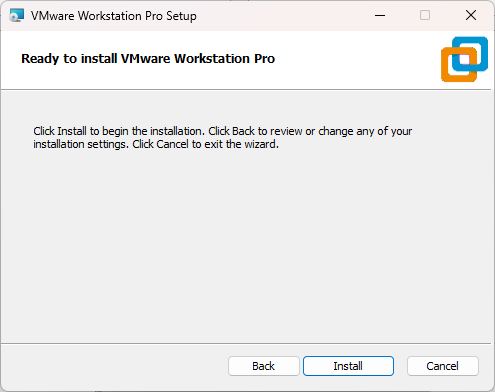 VMware Workstation Pro Setup
Ready to install VMware Workstation Pro
Click Install to begin the installation. Click Back to review or change any of your
installation settings. Click Cancel to exit the wizard.
Back
Install
Cancel